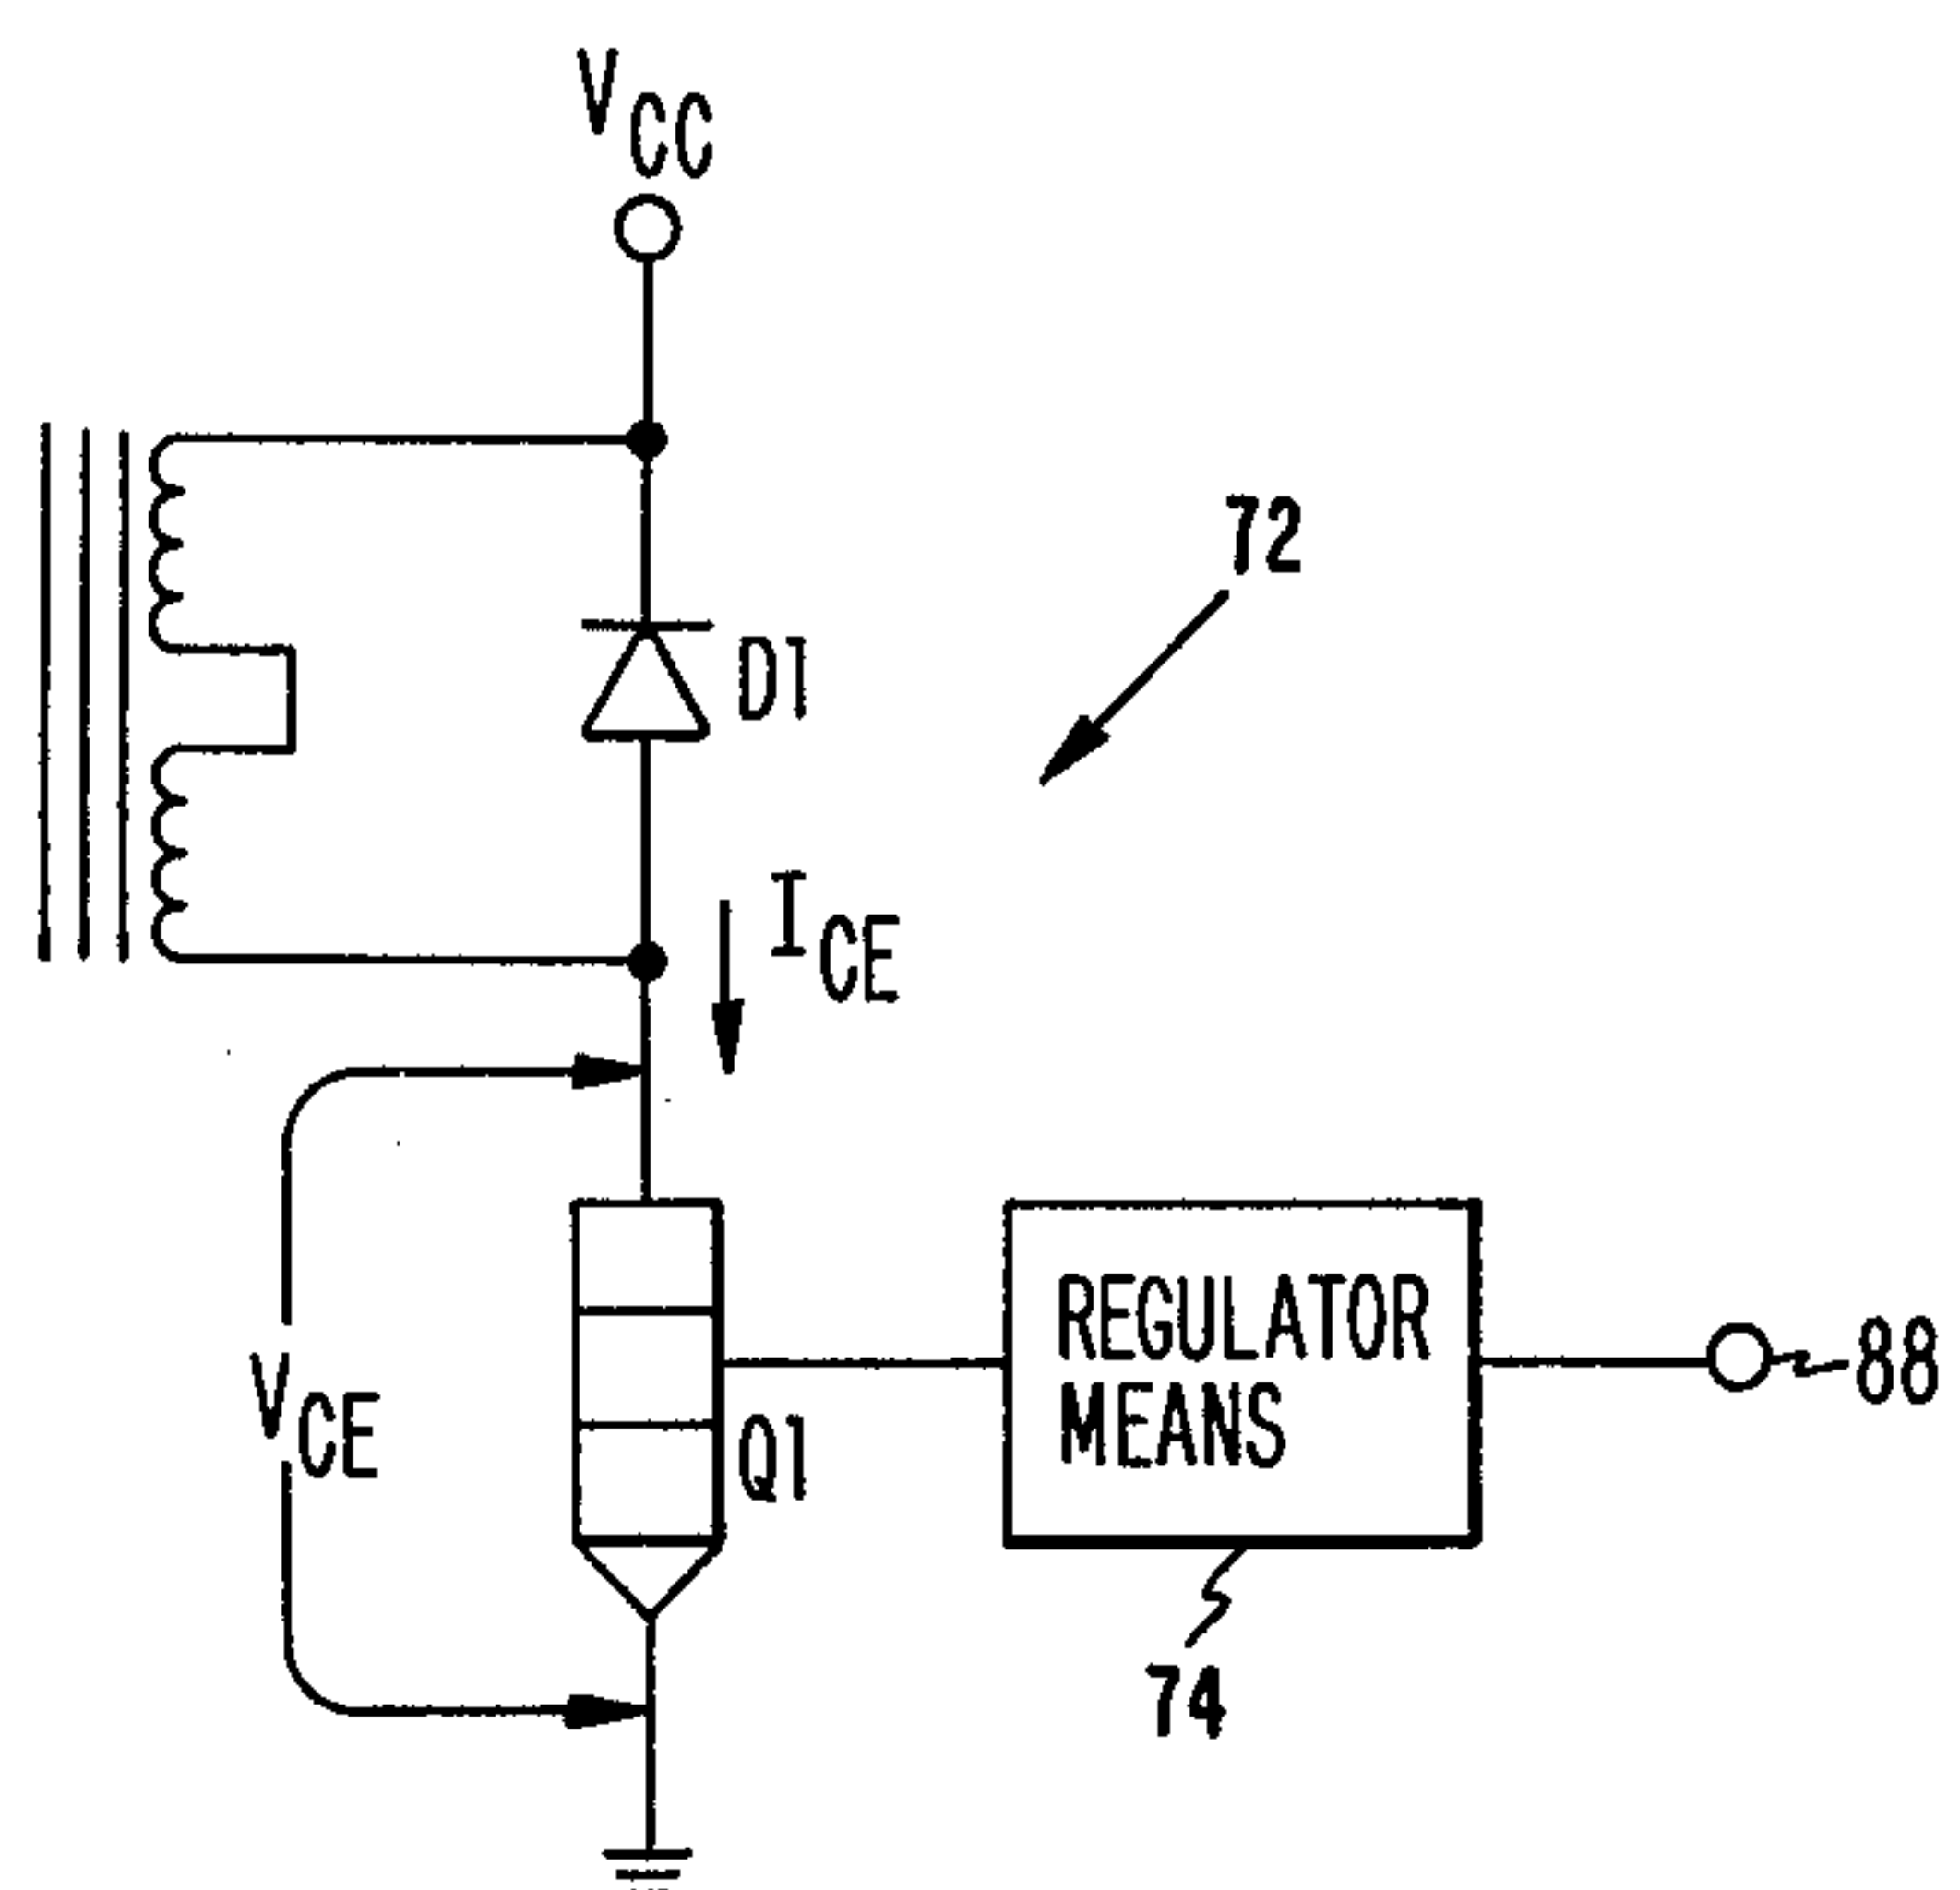 VCC
72
D1
ICE
VCE
Q1
REGULATOR
MEANS
88
74